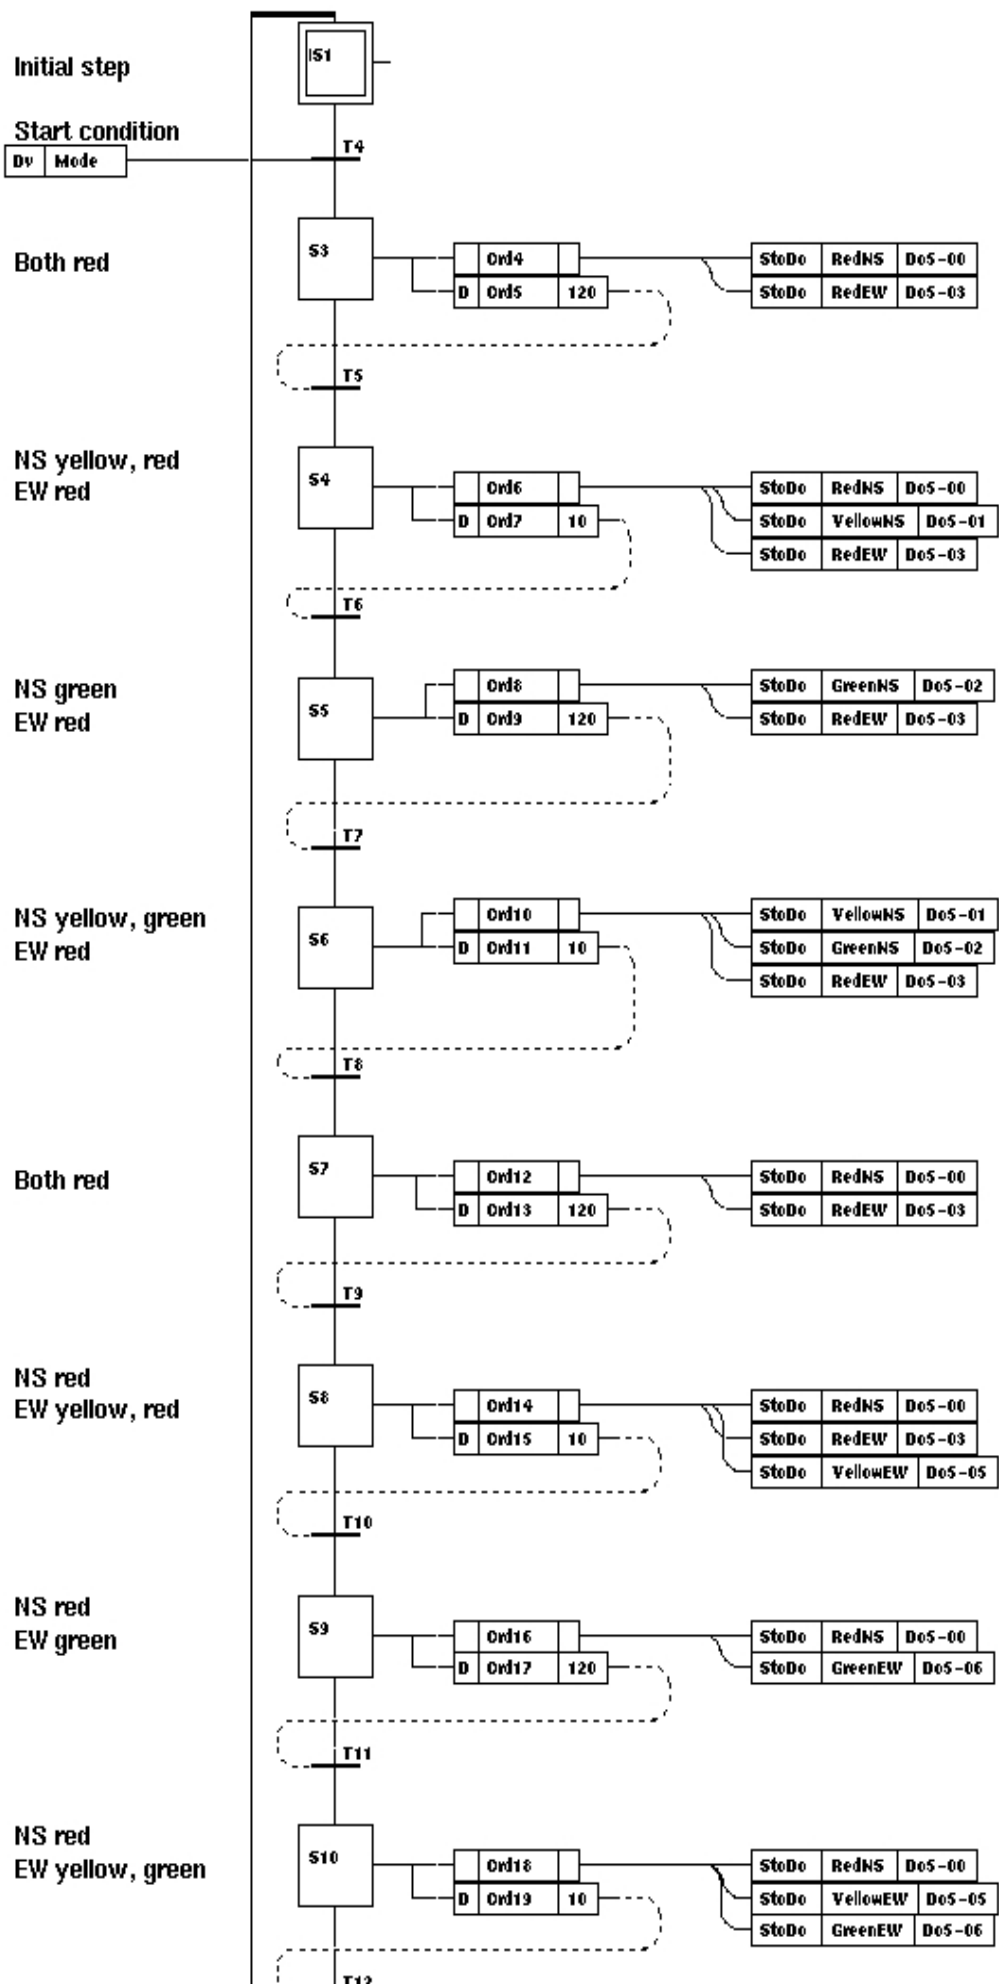 IS1
Initial step
Start condition
T4
Dv Mode
S3
Both red
Ord4
StoDo RedNS Do5-00
D Ord5 120
StoDo RedEW Do5-03
T5
NS yellow, red
EW red
S4
Ord6
StoDo RedNS Do5-00
D Ord7 10
StoDo YellowNS Do5-01
StoDo RedEW Do5-03
T6
NS green
EW red
S5
Ord8
StoDo GreenNS Do5-02
D Ord9 120
StoDo RedEW Do5-03
T7
NS yellow, green
EW red
S6
Ord10
StoDo YellowNS Do5-01
D Ord11 10
StoDo GreenNS Do5-02
StoDo RedEW Do5-03
T8
S7
Both red
Ord12
StoDo RedNS Do5-00
D Ord13 120
StoDo RedEW Do5-03
T9
NS red
EW yellow, red
S8
Ord14
StoDo RedNS Do5-00
D Ord15 10
StoDo RedEW Do5-03
StoDo YellowEW Do5-05
T10
NS red
EW green
S9
Ord16
StoDo RedNS Do5-00
D Ord17 120
StoDo GreenEW Do5-06
T11
NS red
EW yellow, green
S10
Ord18
StoDo RedNS Do5-00
D Ord19 10
StoDo YellowEW Do5-05
StoDo GreenEW Do5-06
T12